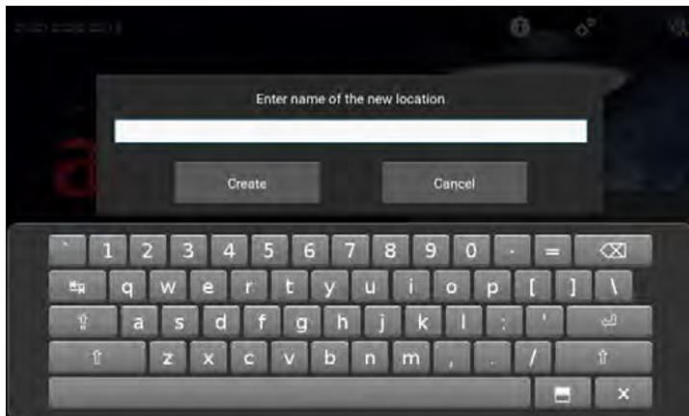 Enter name of the new location
Create Cancel
` 1 2 3 4 5 6 7 8 9 0 - =
q w e r t y u i o p [ ] \
a s d f g h j k l : '
z x c v b n m , . /